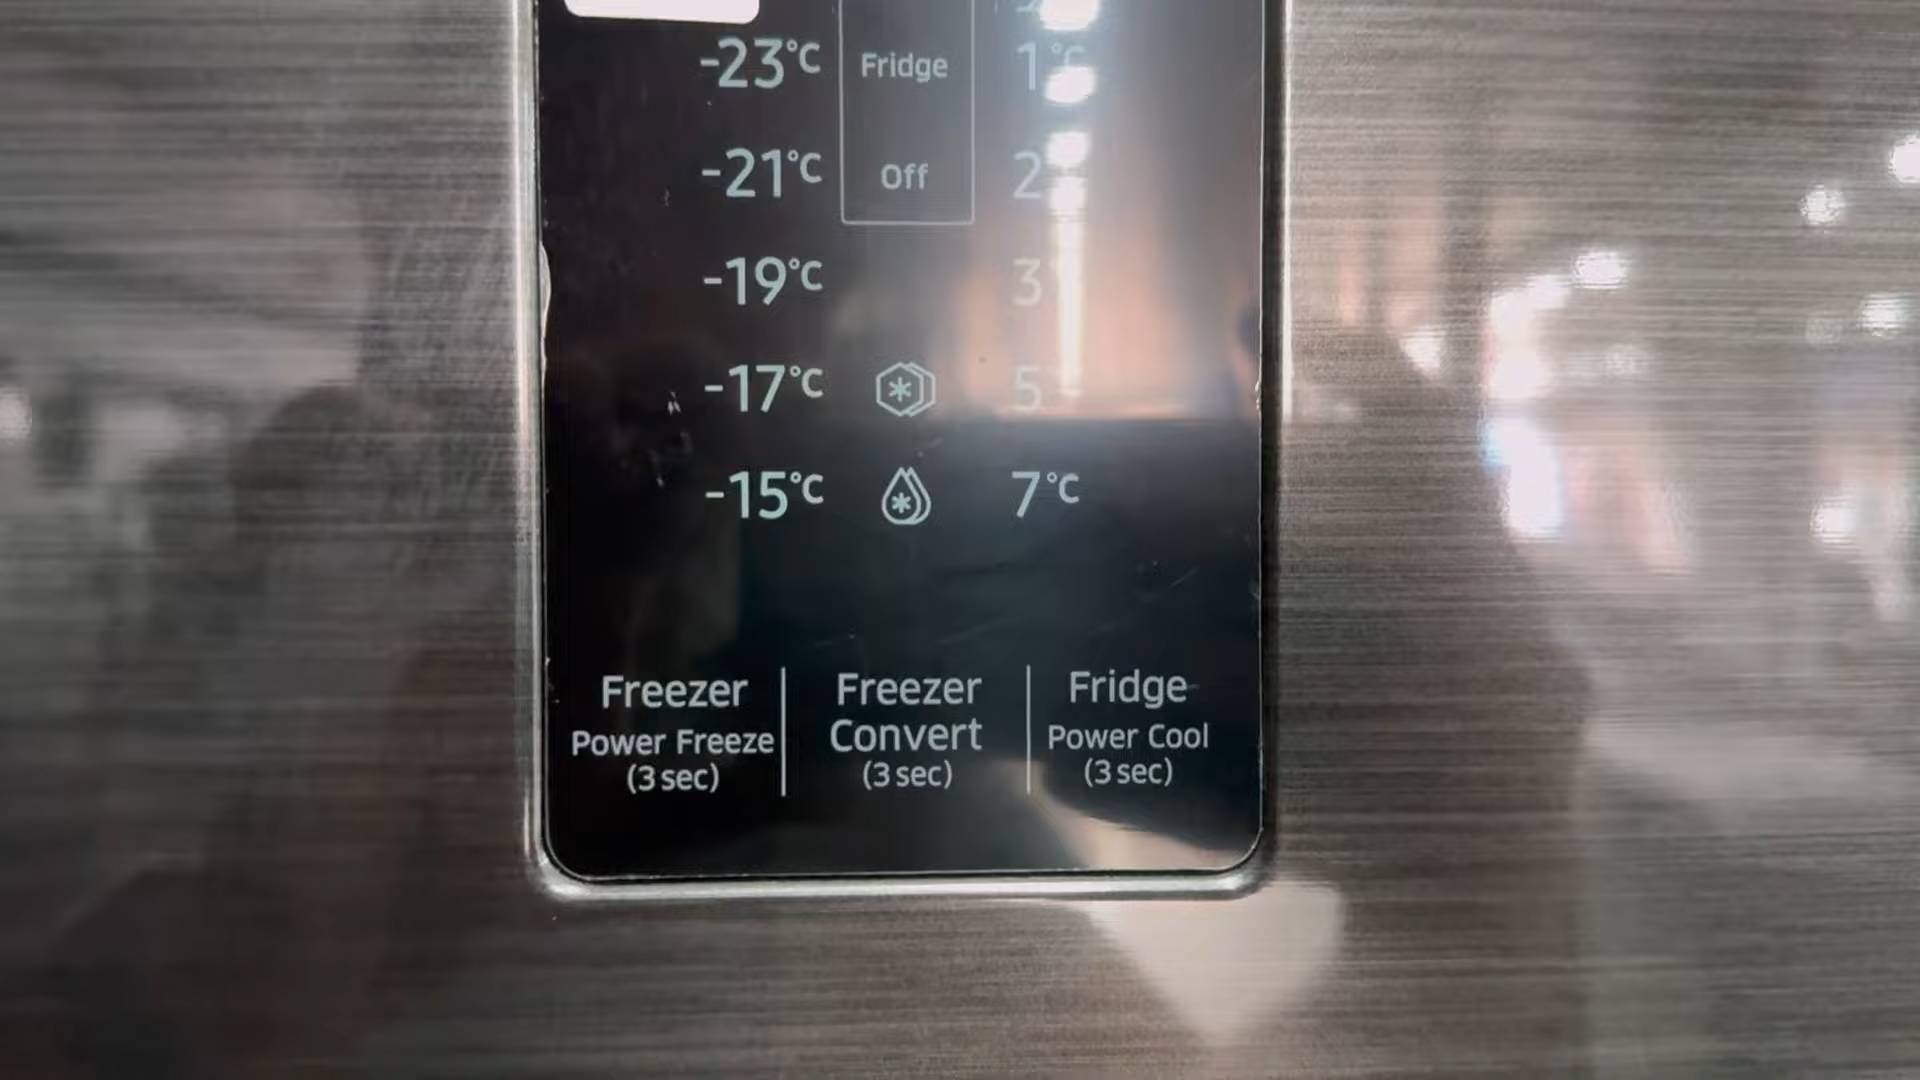 -23°C Fridge 1°C
-21°C Off 2
-19°C 3
-17°C 5
-15°C 7°C
Freezer Freezer Fridge
Power Freeze Convert Power Cool
(3 sec) (3 sec) (3 sec)